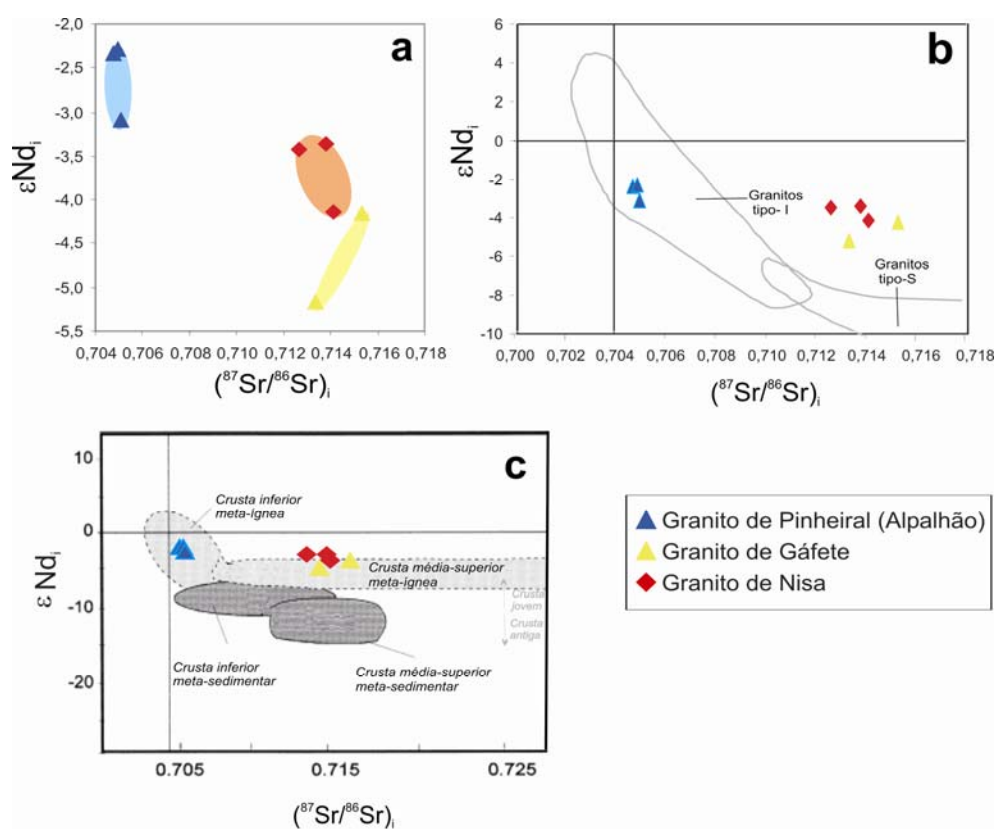 a
-2,0
-2,5
-3,0
-3,5
-4,0
-4,5
-5,0
-5,5
εNdi
0,704 0,706 0,708 0,710 0,712 0,714 0,716 0,718
(87Sr/86Sr)i
b
6
4
2
0
-2
-4
-6
-8
-10
εNdi
Granitos
tipo- I
Granitos
tipo-S
0,700 0,702 0,704 0,706 0,708 0,710 0,712 0,714 0,716 0,718
(87Sr/86Sr)i
c
10
0
-10
-20
ε Ndi
Crusta inferior
meta-ígnea
Crusta média-superior
meta-ígnea
Crusta
jovem
Crusta
antiga
Crusta inferior
meta-sedimentar
Crusta média-superior
meta-sedimentar
0.705 0.715 0.725
(87Sr/86Sr)i
Granito de Pinheiral (Alpalhão)
Granito de Gáfete
Granito de Nisa